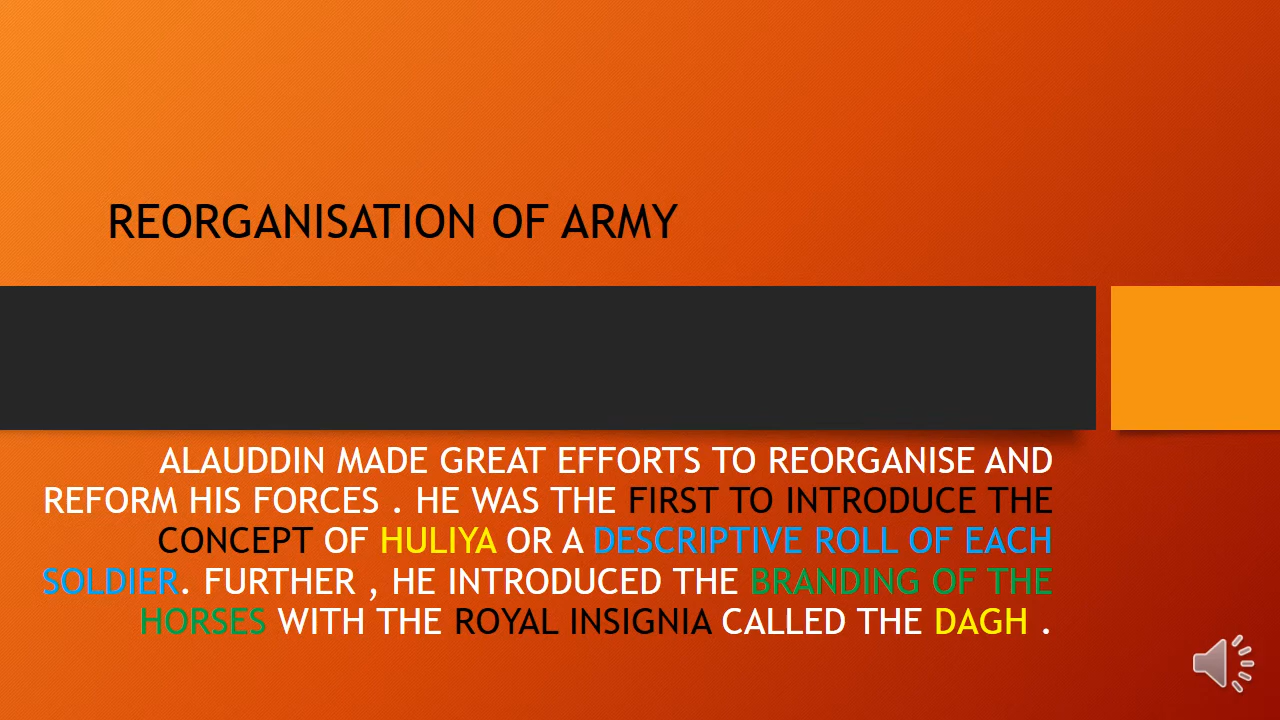 REORGANISATION OF ARMY
ALAUDDIN MADE GREAT EFFORTS TO REORGANISE AND
REFORM HIS FORCES . HE WAS THE FIRST TO INTRODUCE THE
CONCEPT OF HULIYA OR A DESCRIPTIVE ROLL OF EACH
SOLDIER. FURTHER , HE INTRODUCED THE BRANDING OF THE
HORSES WITH THE ROYAL INSIGNIA CALLED THE DAGH .